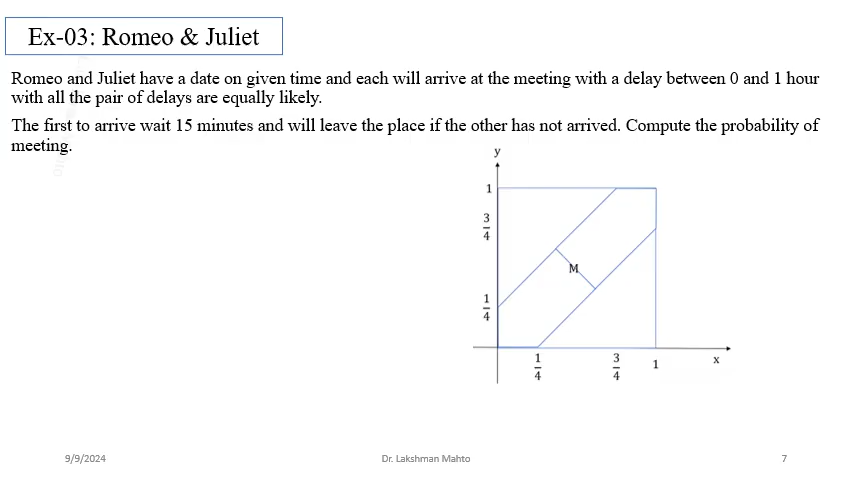 Ex-03: Romeo & Juliet
Romeo and Juliet have a date on given time and each will arrive at the meeting with a delay between 0 and 1 hour
with all the pair of delays are equally likely.
The first to arrive wait 15 minutes and will leave the place if the other has not arrived. Compute the probability of
meeting.
y
1
3
4
M
1
4
1
4
3
4
1
x
9/9/2024
Dr. Lakshman Mahto
7